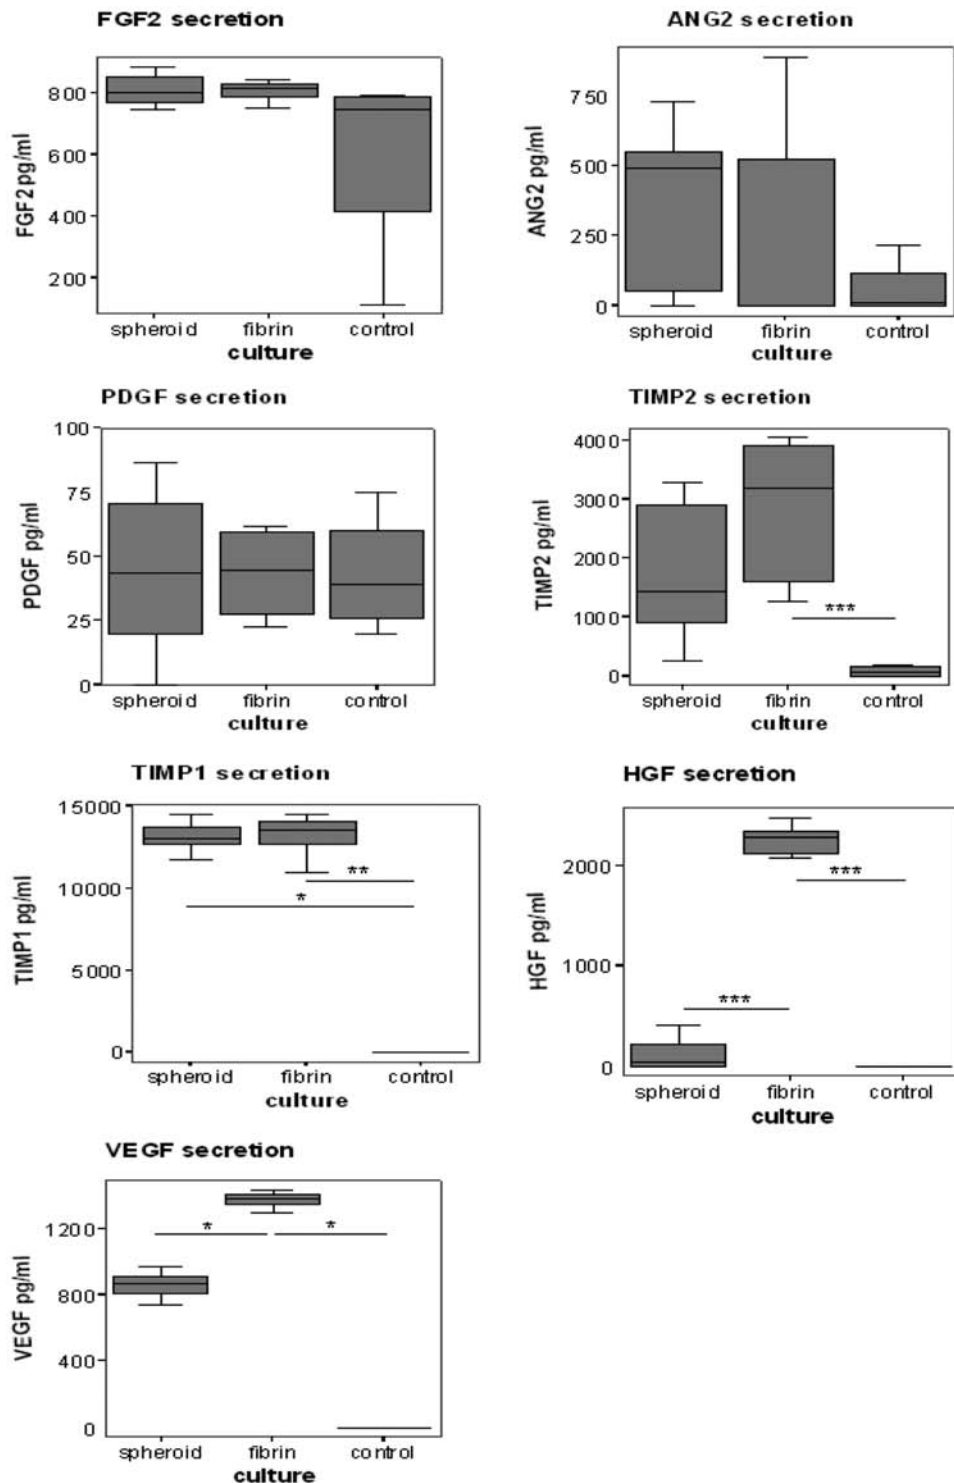 FGF2 secretion
FGF2 pg/ml
800
600
400
200
spheroid fibrin control
culture
ANG2 secretion
ANG2 pg/ml
750
500
250
0
spheroid fibrin control
culture
PDGF secretion
PDGF pg/ml
100
75
50
25
0
spheroid fibrin control
culture
TIMP2 secretion
TIMP2 pg/ml
4000
3000
2000
1000
0
***
spheroid fibrin control
culture
TIMP1 secretion
TIMP1 pg/ml
15000
10000
5000
0
**
*
spheroid fibrin control
culture
HGF secretion
HGF pg/ml
2000
1000
0
***
***
spheroid fibrin control
culture
VEGF secretion
VEGF pg/ml
1200
800
400
0
* *
spheroid fibrin control
culture